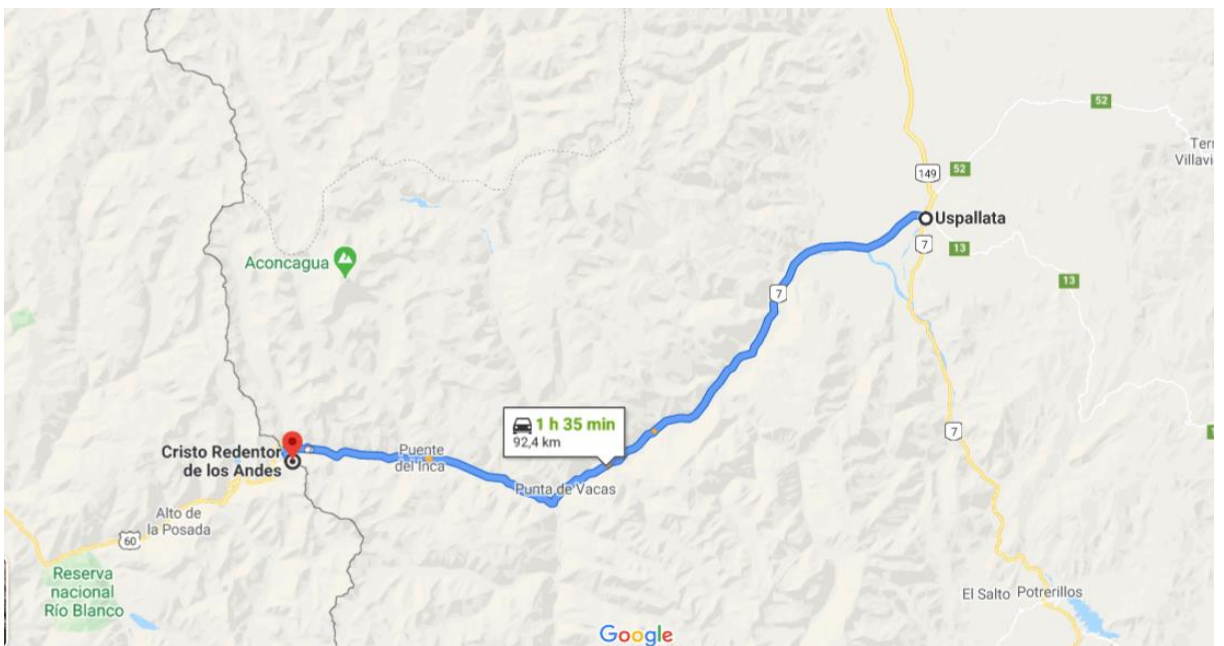 52
Terr
Villavi
52
149
Uspallata
7
13
13
Aconcagua
7
1 h 35 min
92,4 km
Cristo Redentor
de los Andes
Puente
del Inca
7
Punta de Vacas
Alto de
la Posada
60
Reserva
nacional
Río Blanco
El Salto
Potrerillos
Google